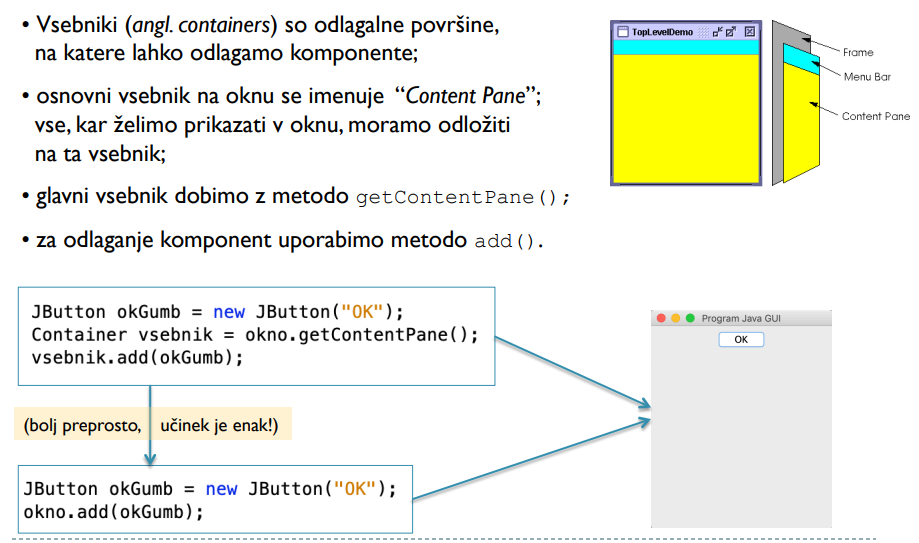 • Vsebniki (angl. containers) so odlagalne površine,
na katere lahko odlagamo komponente;
• osnovni vsebnik na oknu se imenuje “Content Pane”;
vse, kar želimo prikazati v oknu, moramo odložiti
na ta vsebnik;
• glavni vsebnik dobimo z metodo getContentPane();
• za odlaganje komponent uporabimo metodo add().
TopLevelDemo
Frame
Menu Bar
Content Pane
JButton okGumb = new JButton("OK");
Container vsebnik = okno.getContentPane();
vsebnik.add(okGumb);
(bolj preprosto, učinek je enak!)
JButton okGumb = new JButton("OK");
okno.add(okGumb);
Program Java GUI
OK